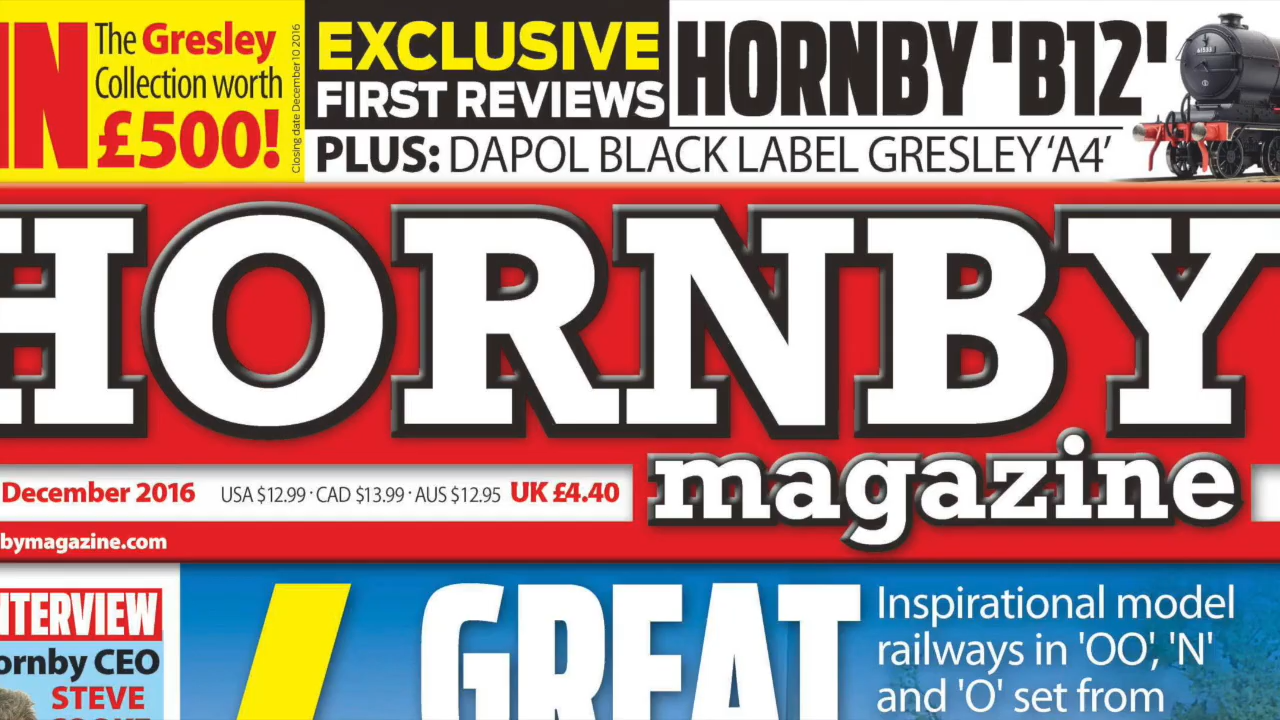 The Gresley
Collection worth
£500!
Closing date December 10 2016
EXCLUSIVE
FIRST REVIEWS
HORNBY 'B12'
PLUS: DAPOL BLACK LABEL GRESLEY 'A4'
HORNBY
magazine
December 2016 USA $12.99 · CAD $13.99 · AUS $12.95 UK £4.40
bymagazine.com
NTERVIEW
ornby CEO
STEVE
GREAT
Inspirational model
railways in 'OO', 'N'
and 'O' set from